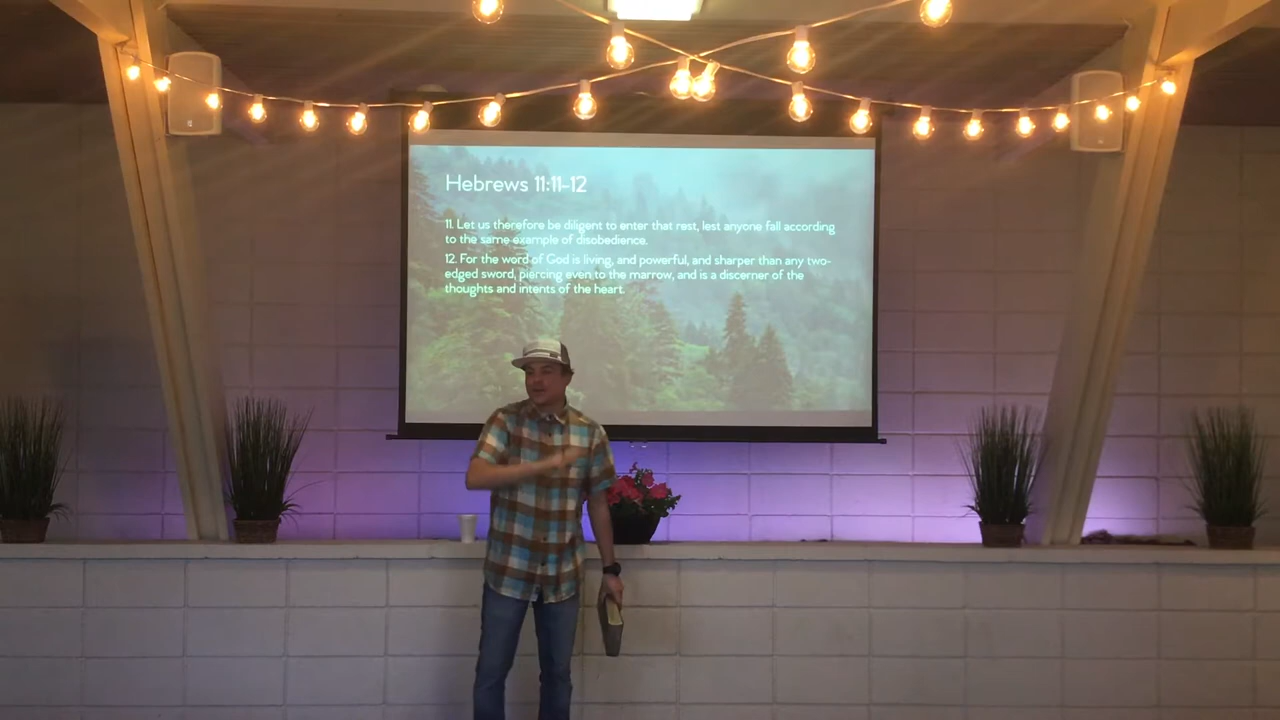 Hebrews 11:11-12
11. Let us therefore be diligent to enter that rest, lest anyone fall according
to the same example of disobedience.
12. For the word of God is living, and powerful, and sharper than any two-
edged sword, piercing even to the marrow, and is a discerner of the
thoughts and intents of the heart.